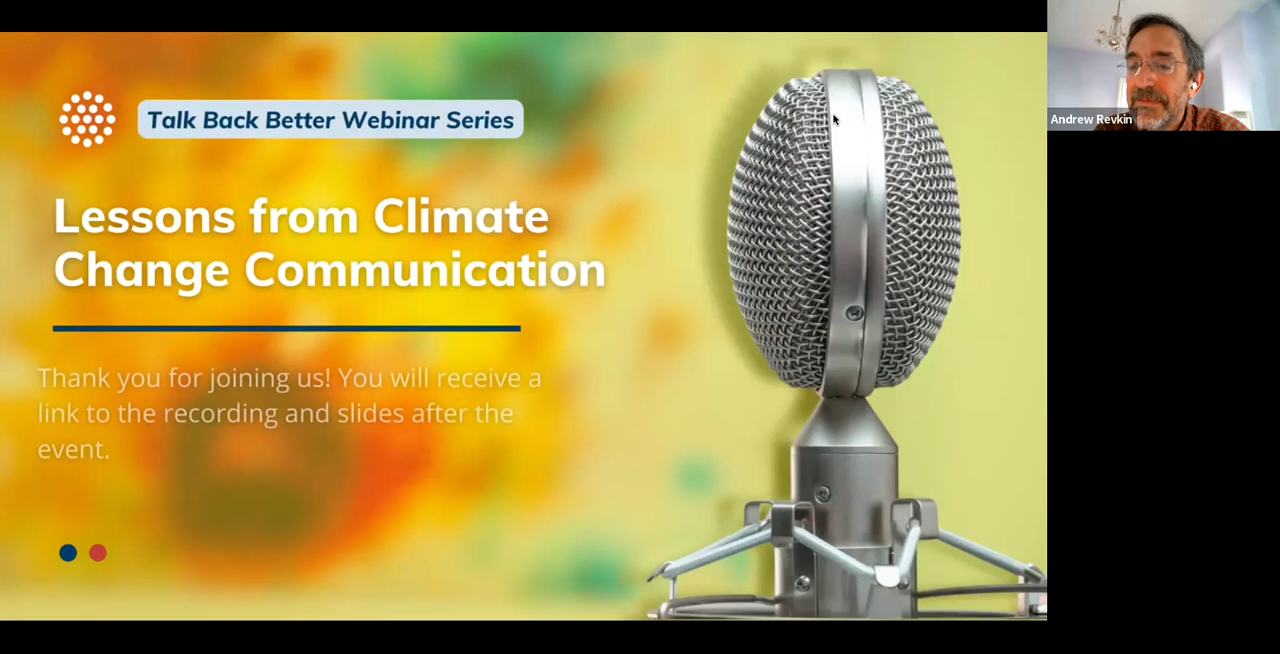 Talk Back Better Webinar Series
Lessons from Climate
Change Communication
Thank you for joining us! You will receive a
link to the recording and slides after the
event.
Andrew Revkin